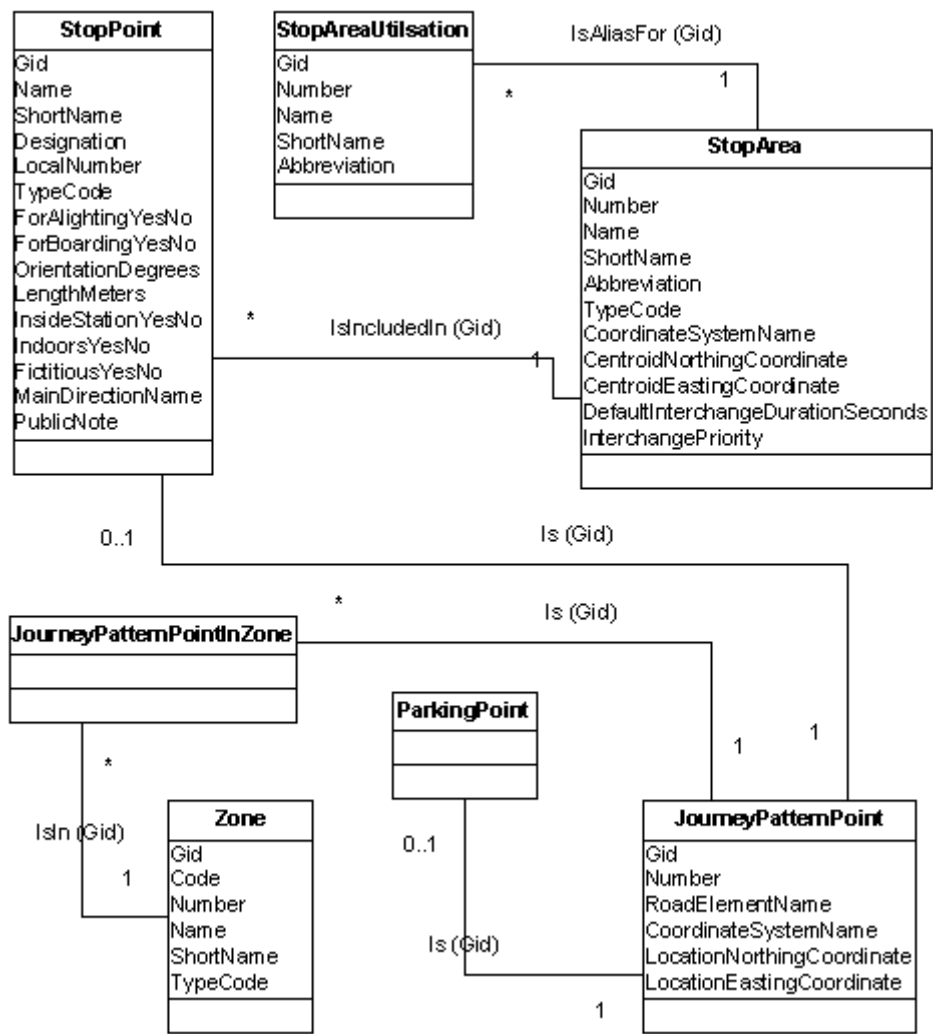 StopPoint
Gid
Name
ShortName
Designation
LocalNumber
TypeCode
ForAlightingYesNo
ForBoardingYesNo
OrientationDegrees
LengthMeters
InsideStationYesNo
IndoorsYesNo
FictitiousYesNo
MainDirectionName
PublicNote
StopAreaUtilsation
Gid
Number
Name
ShortName
Abbreviation
IsAliasFor (Gid)
*
1
StopArea
Gid
Number
Name
ShortName
Abbreviation
TypeCode
CoordinateSystemName
CentroidNorthingCoordinate
CentroidEastingCoordinate
DefaultInterchangeDurationSeconds
InterchangePriority
*
IsIncludedIn (Gid)
1
0..1
Is (Gid)
1
JourneyPatternPointInZone
*
Is (Gid)
1
ParkingPoint
0..1
Is (Gid)
1
*
IsIn (Gid)
1
Zone
Gid
Code
Number
Name
ShortName
TypeCode
JourneyPatternPoint
Gid
Number
RoadElementName
CoordinateSystemName
LocationNorthingCoordinate
LocationEastingCoordinate